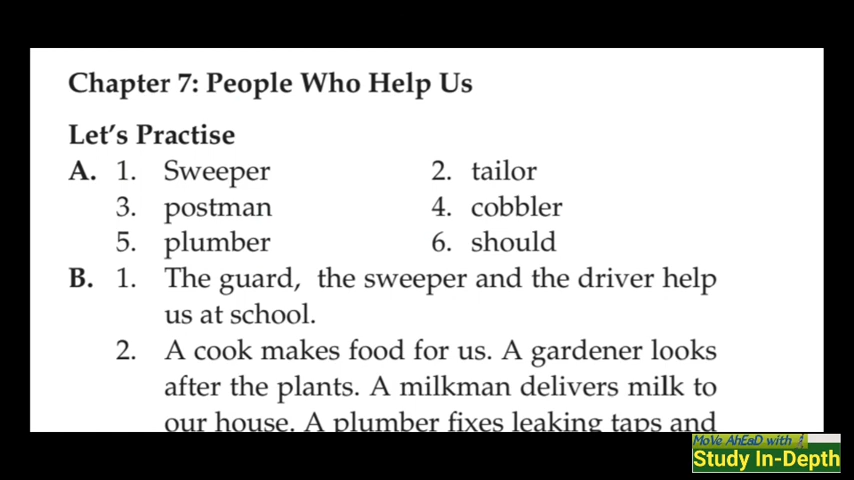 Chapter 7: People Who Help Us
Let's Practise
A. 1. Sweeper 2. tailor
3. postman 4. cobbler
5. plumber 6. should
B. 1. The guard, the sweeper and the driver help
us at school.
2. A cook makes food for us. A gardener looks
after the plants. A milkman delivers milk to
our house. A plumber fixes leaking taps and
MoVe AhEaD with
Study In-Depth